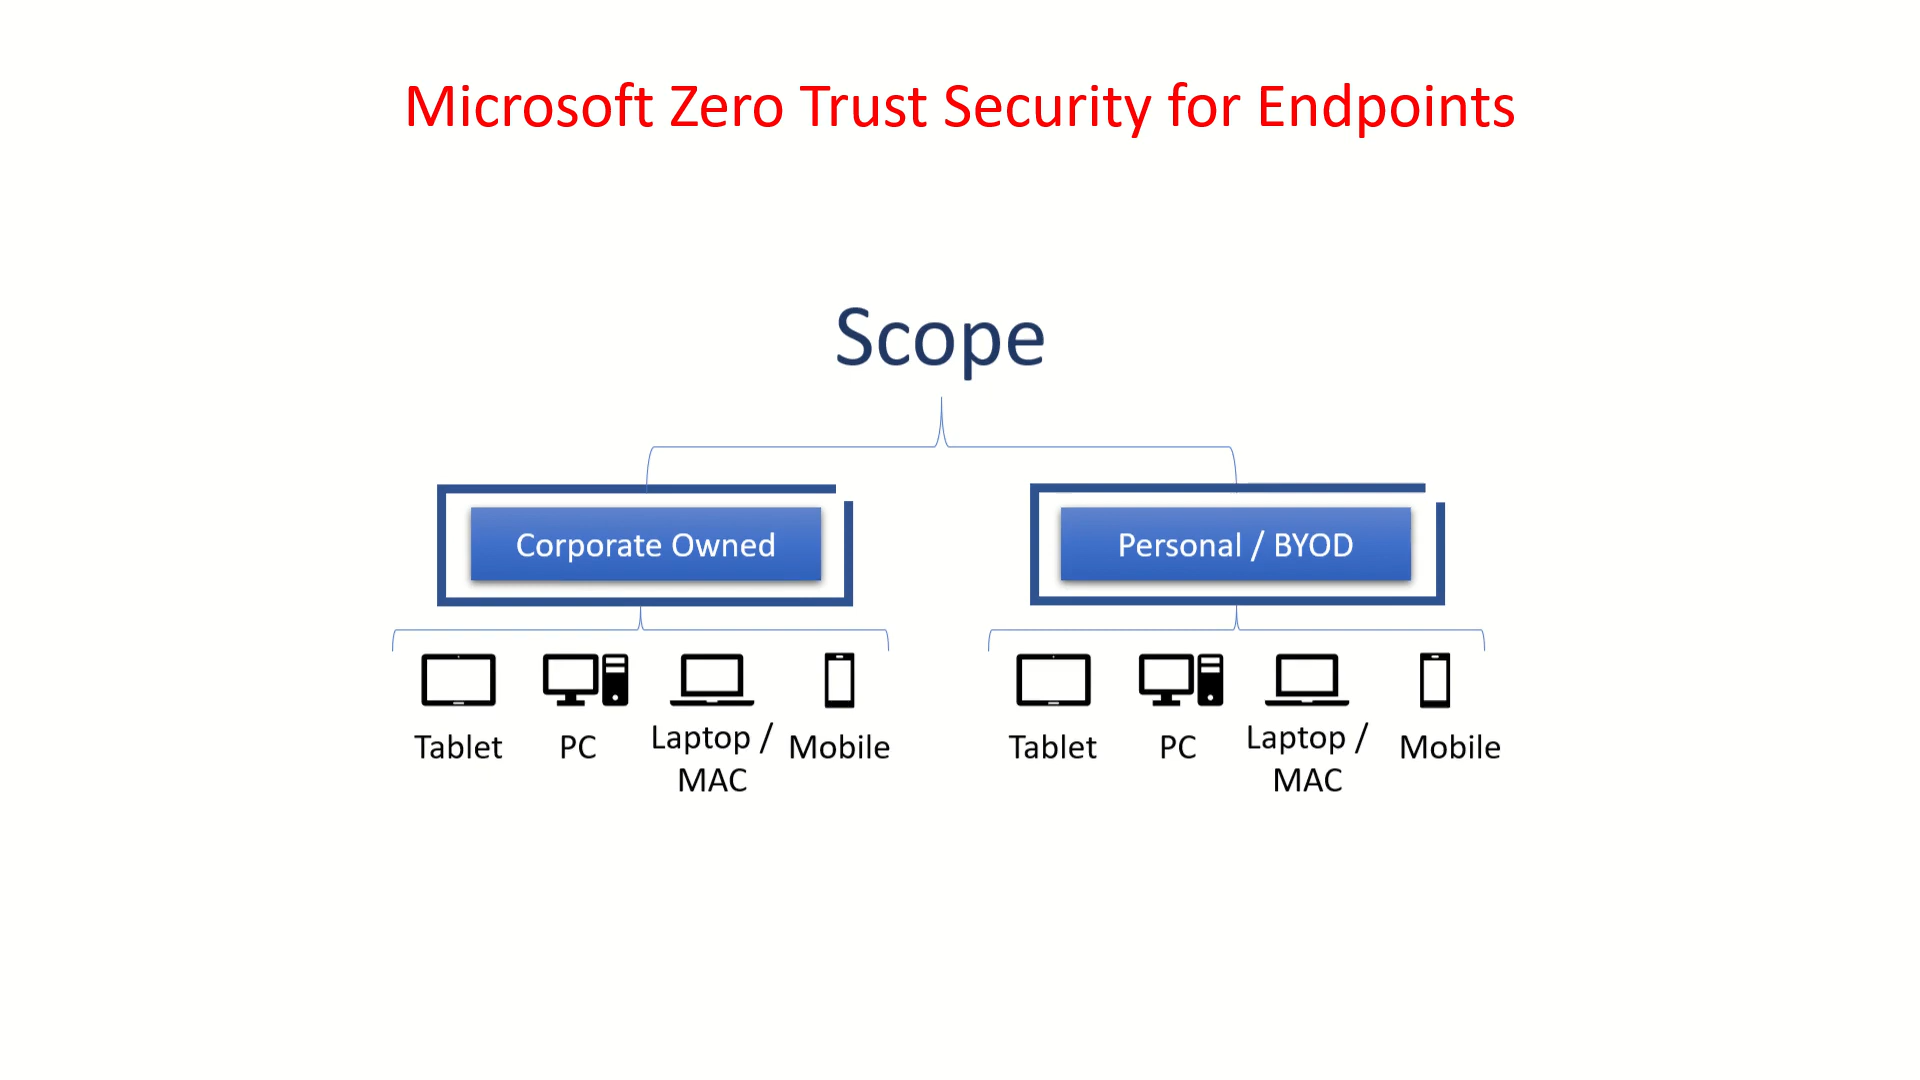 Microsoft Zero Trust Security for Endpoints
Scope
Corporate Owned
Personal / BYOD
Tablet
PC
Laptop /
MAC
Mobile
Tablet
PC
Laptop /
MAC
Mobile